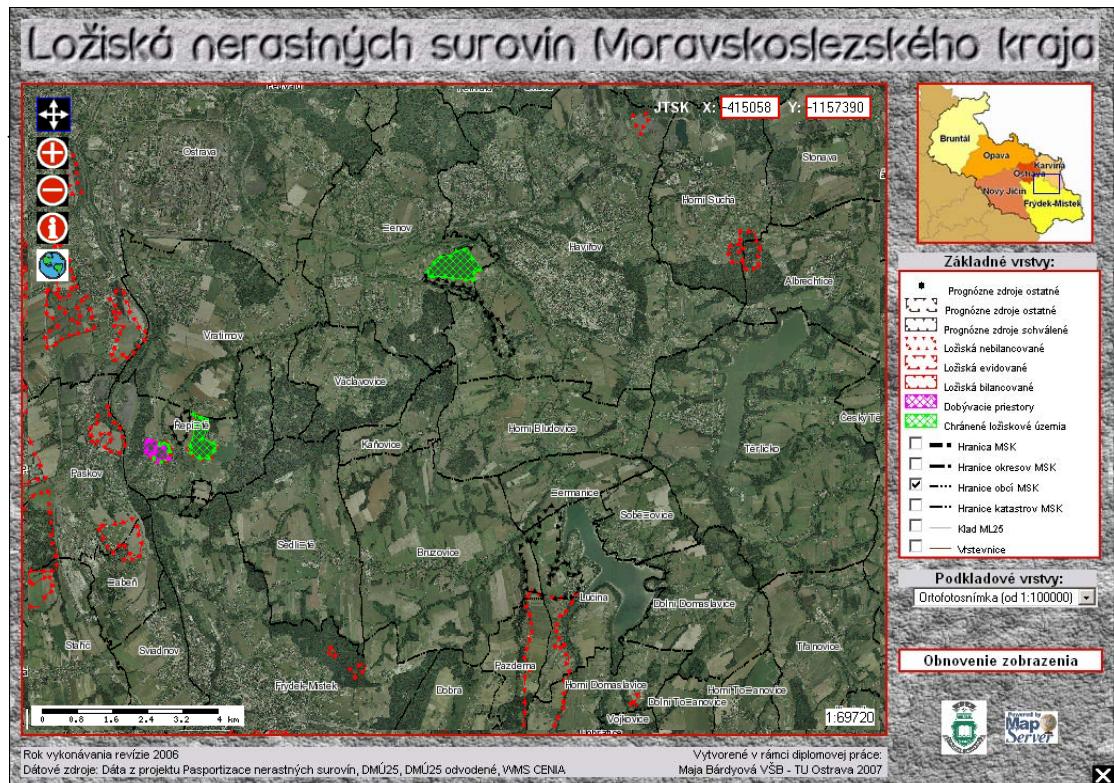 Ložiská nerastných surovín Moravskoslezského kraja
JTSK X: -415058 Y: -1157390
Ostrava
Stonava
Horní Suchá
Šenov
Havířov
Albrechtice
Vratimov
Václavovice
Český Tě
Řepiště
Kaňovice
Horní Bludovice
Těrlicko
Paskov
Žermanice
Soběšovice
Sedliště
Bruzovice
Žabeň
Lučina
Dolní Domaslavice
Staříč
Sviadnov
Pazderna
Třanovice
Frýdek-Místek
Dobrá
Horní Domaslavice
Horní Tošanovice
Dolní Tošanovice
Vojkovice
0 0.8 1.6 2.4 3.2 4 km
1:69720
Bruntál
Opava
Karviná
Ostrava
Nový Jičín
Frýdek-Místek
Základné vrstvy:
Prognózne zdroje ostatné
Prognózne zdroje ostatné
Prognózne zdroje schválené
Ložiská nebilancované
Ložiská evidované
Ložiská bilancované
Dobývacie priestory
Chránené ložiskové územia
Hranica MSK
Hranice okresov MSK
Hranice obcí MSK
Hranice katastrov MSK
Klad ML25
Vrstevnice
Podkladové vrstvy:
Ortofotosnímka (od 1:100000)
Obnovenie zobrazenia
Powered by
Map
Server
Rok vykonávania revízie 2006
Dátové zdroje: Dáta z projektu Pasportizace nerastných surovín, DMÚ25, DMÚ25 odvodené, WMS CENIA
Vytvorené v rámci diplomovej práce:
Maja Bárdyová VŠB - TU Ostrava 2007